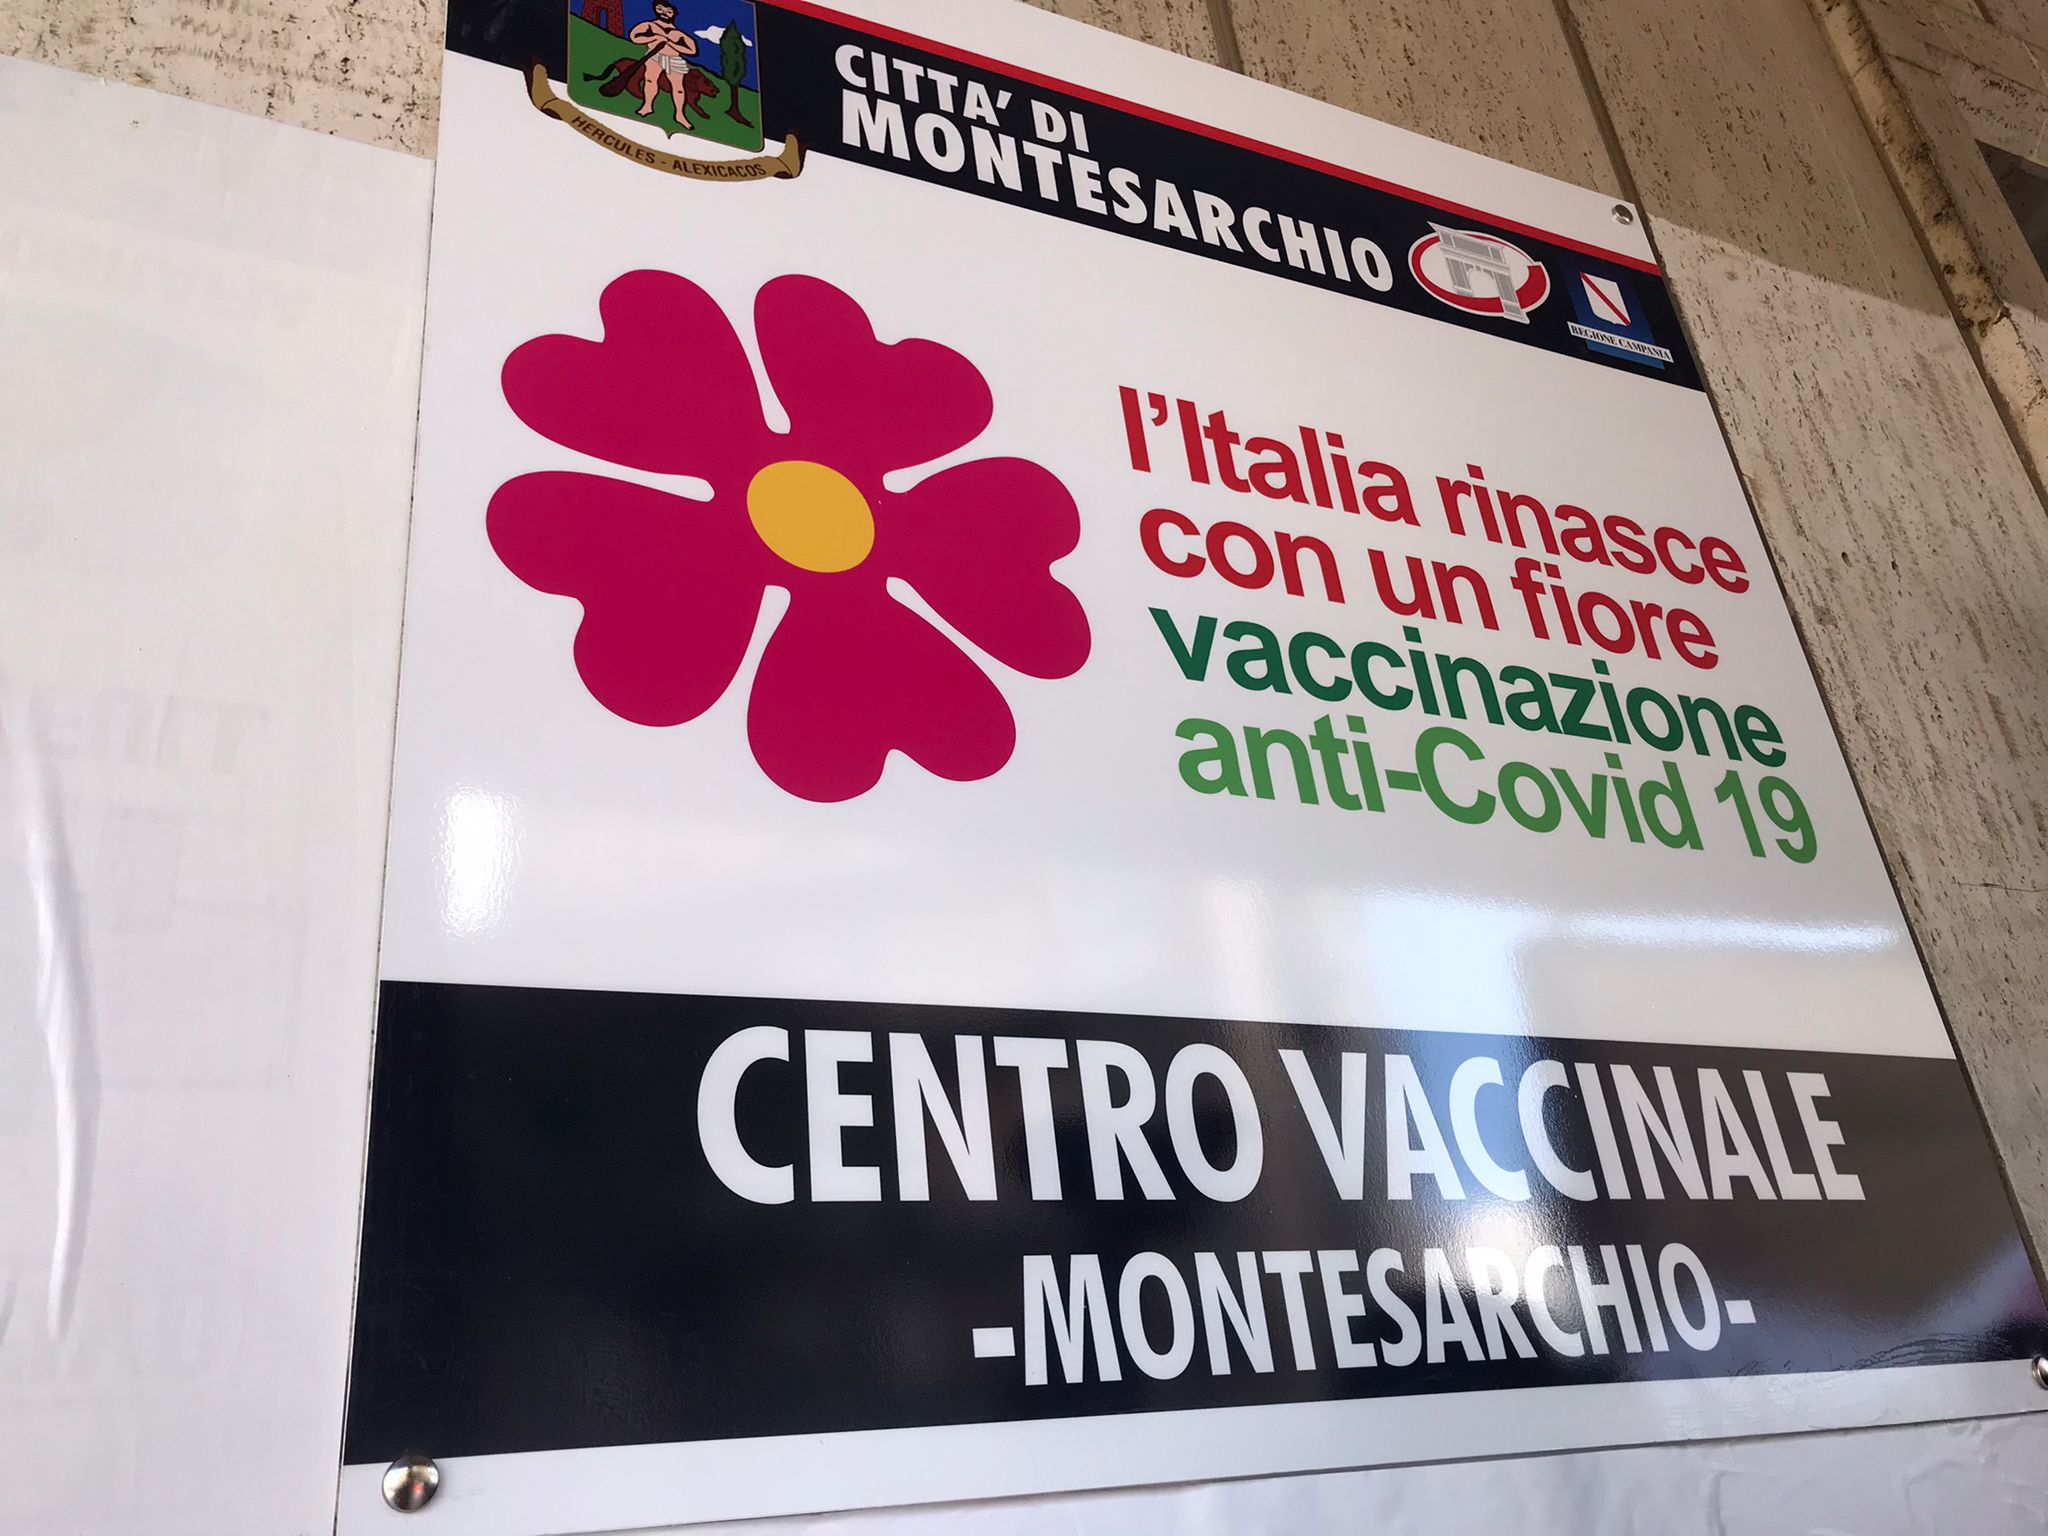 HERCULES - ALEXICACOS
CITTA' DI
MONTESARCHIO
REGIONE CAMPANIA
l'Italia rinasce
con un fiore
vaccinazione
anti-Covid 19
CENTRO VACCINALE
-MONTESARCHIO-